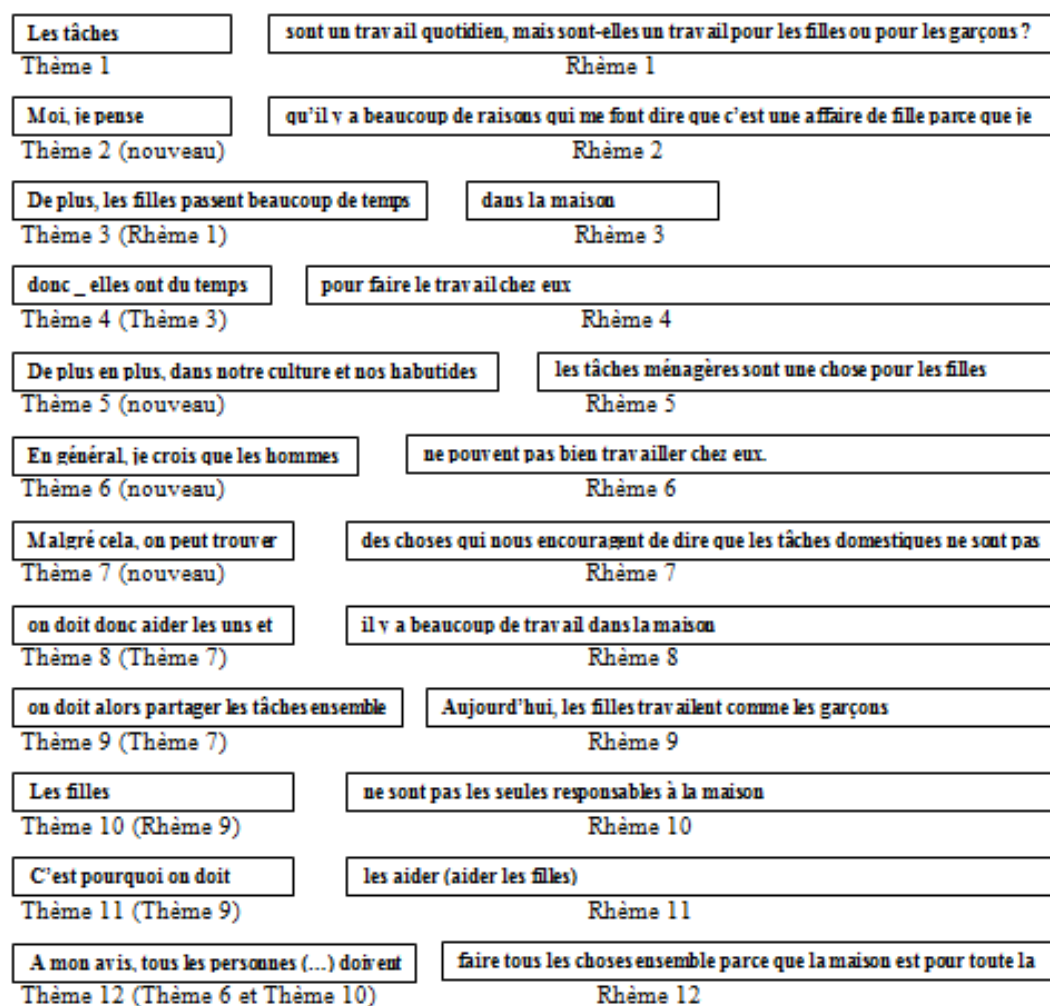 Les tâches sont un travail quotidien, mais sont-elles un travail pour les filles ou pour les garçons ?
Thème 1 Rhème 1
Moi, je pense qu'il y a beaucoup de raisons qui me font dire que c'est une affaire de fille parce que je
Thème 2 (nouveau) Rhème 2
De plus, les filles passent beaucoup de temps dans la maison
Thème 3 (Rhème 1) Rhème 3
donc _ elles ont du temps pour faire le travail chez eux
Thème 4 (Thème 3) Rhème 4
De plus en plus, dans notre culture et nos habutides les tâches ménagères sont une chose pour les filles
Thème 5 (nouveau) Rhème 5
En général, je crois que les hommes ne pouvent pas bien travailler chez eux.
Thème 6 (nouveau) Rhème 6
Malgré cela, on peut trouver des choses qui nous encouragent de dire que les tâches domestiques ne sont pas
Thème 7 (nouveau) Rhème 7
on doit donc aider les uns et il y a beaucoup de travail dans la maison
Thème 8 (Thème 7) Rhème 8
on doit alors partager les tâches ensemble Aujourd'hui, les filles travailent comme les garçons
Thème 9 (Thème 7) Rhème 9
Les filles ne sont pas les seules responsables à la maison
Thème 10 (Rhème 9) Rhème 10
C'est pourquoi on doit les aider (aider les filles)
Thème 11 (Thème 9) Rhème 11
A mon avis, tous les personnes (...) doivent faire tous les choses ensemble parce que la maison est pour toute la
Thème 12 (Thème 6 et Thème 10) Rhème 12